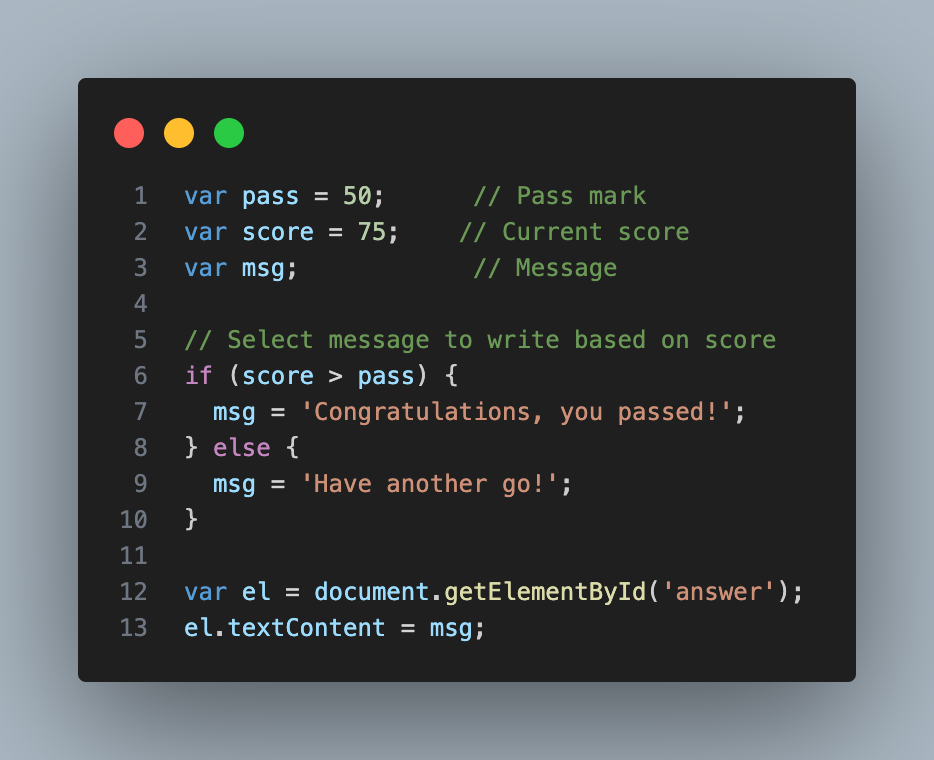 1 var pass = 50;      // Pass mark
2 var score = 75;    // Current score
3 var msg;            // Message
4
5 // Select message to write based on score
6 if (score > pass) {
7   msg = 'Congratulations, you passed!';
8 } else {
9   msg = 'Have another go!';
10 }
11
12 var el = document.getElementById('answer');
13 el.textContent = msg;